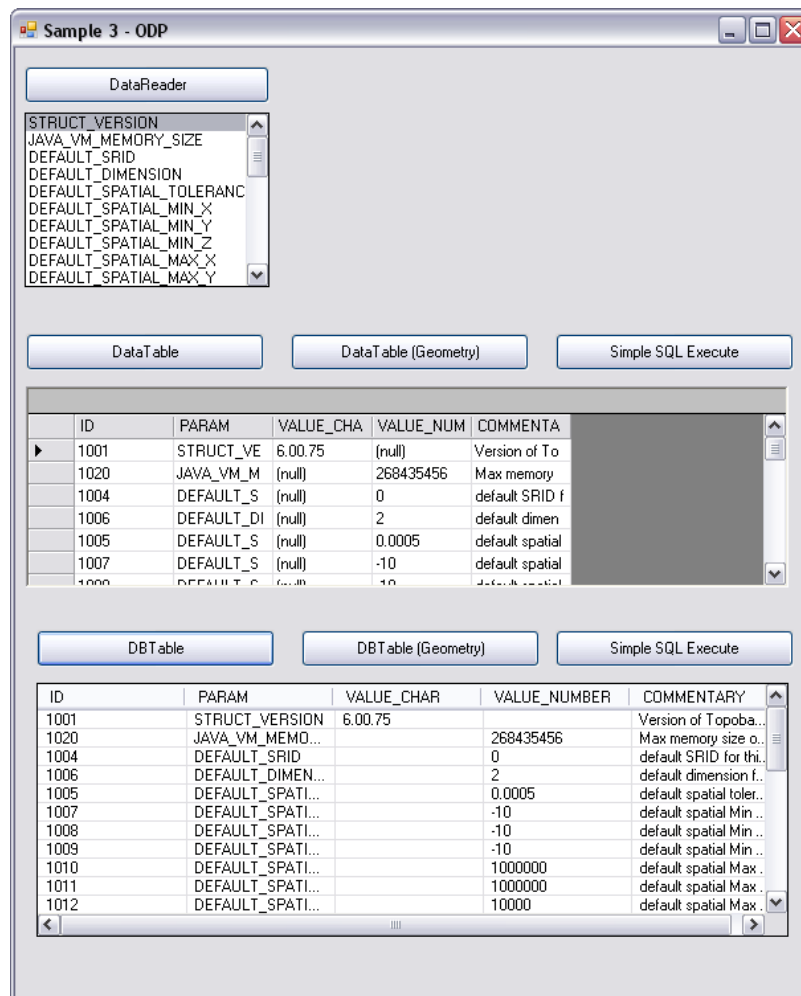 Sample 3 - ODP
DataReader
STRUCT_VERSION
JAVA_VM_MEMORY_SIZE
DEFAULT_SRID
DEFAULT_DIMENSION
DEFAULT_SPATIAL_TOLERANC
DEFAULT_SPATIAL_MIN_X
DEFAULT_SPATIAL_MIN_Y
DEFAULT_SPATIAL_MIN_Z
DEFAULT_SPATIAL_MAX_X
DEFAULT_SPATIAL_MAX_Y
DataTable DataTable (Geometry) Simple SQL Execute
ID PARAM VALUE_CHA VALUE_NUM COMMENTA
1001 STRUCT_VE 6.00.75 (null) Version of To
1020 JAVA_VM_M (null) 268435456 Max memory
1004 DEFAULT_S (null) 0 default SRID f
1006 DEFAULT_DI (null) 2 default dimen
1005 DEFAULT_S (null) 0.0005 default spatial
1007 DEFAULT_S (null) -10 default spatial
DEFAULT_S (null) -10 default spatial
DBTable DBTable (Geometry) Simple SQL Execute
ID PARAM VALUE_CHAR VALUE_NUMBER COMMENTARY
1001 STRUCT_VERSION 6.00.75 Version of Topoba...
1020 JAVA_VM_MEMO... 268435456 Max memory size o..
1004 DEFAULT_SRID 0 default SRID for thi..
1006 DEFAULT_DIMEN... 2 default dimension f..
1005 DEFAULT_SPATI... 0.0005 default spatial toler..
1007 DEFAULT_SPATI... -10 default spatial Min ..
1008 DEFAULT_SPATI... -10 default spatial Min ..
1009 DEFAULT_SPATI... -10 default spatial Min ..
1010 DEFAULT_SPATI... 1000000 default spatial Max .
1011 DEFAULT_SPATI... 1000000 default spatial Max .
1012 DEFAULT_SPATI... 10000 default spatial Max .